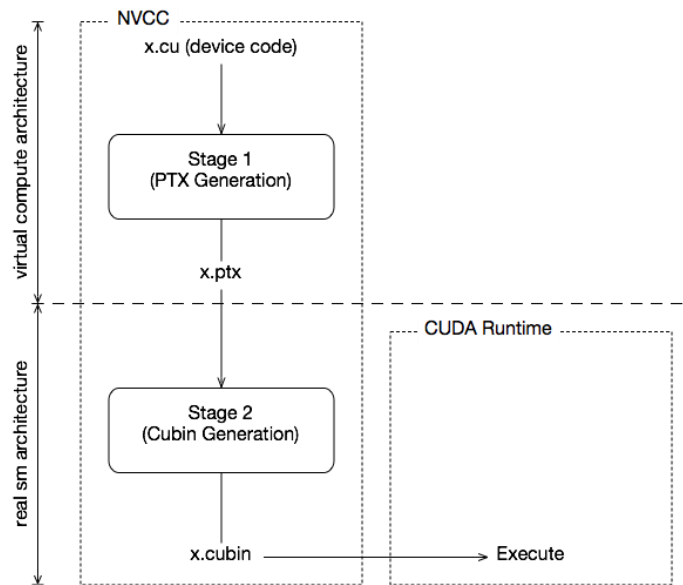 NVCC
x.cu (device code)
virtual compute architecture
Stage 1
(PTX Generation)
x.ptx
CUDA Runtime
real sm architecture
Stage 2
(Cubin Generation)
x.cubin
Execute